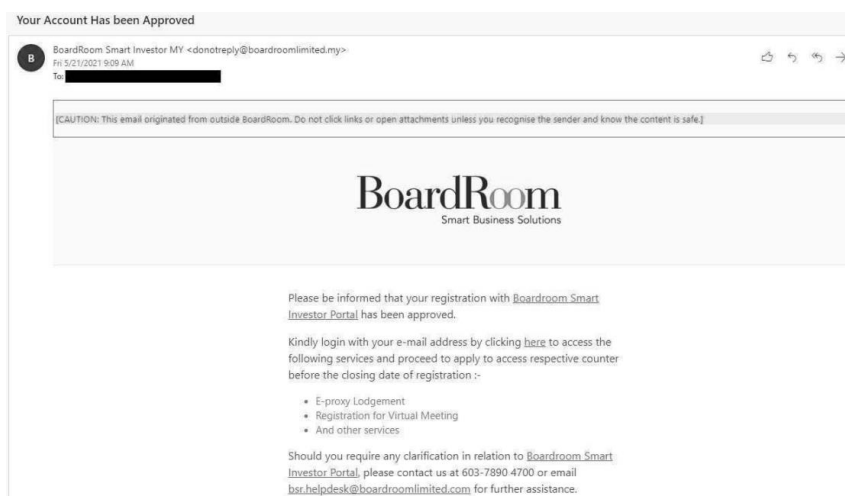 Your Account Has been Approved
B
BoardRoom Smart Investor MY <donotreply@boardroomlimited.my>
Fri 5/21/2021 9:09 AM
To:
[CAUTION: This email originated from outside BoardRoom. Do not click links or open attachments unless you recognise the sender and know the content is safe.]
BoardRoom
Smart Business Solutions
Please be informed that your registration with Boardroom Smart
Investor Portal has been approved.
Kindly login with your e-mail address by clicking here to access the
following services and proceed to apply to access respective counter
before the closing date of registration :-
• E-proxy Lodgement
• Registration for Virtual Meeting
• And other services
Should you require any clarification in relation to Boardroom Smart
Investor Portal, please contact us at 603-7890 4700 or email
bsr.helpdesk@boardroomlimited.com for further assistance.